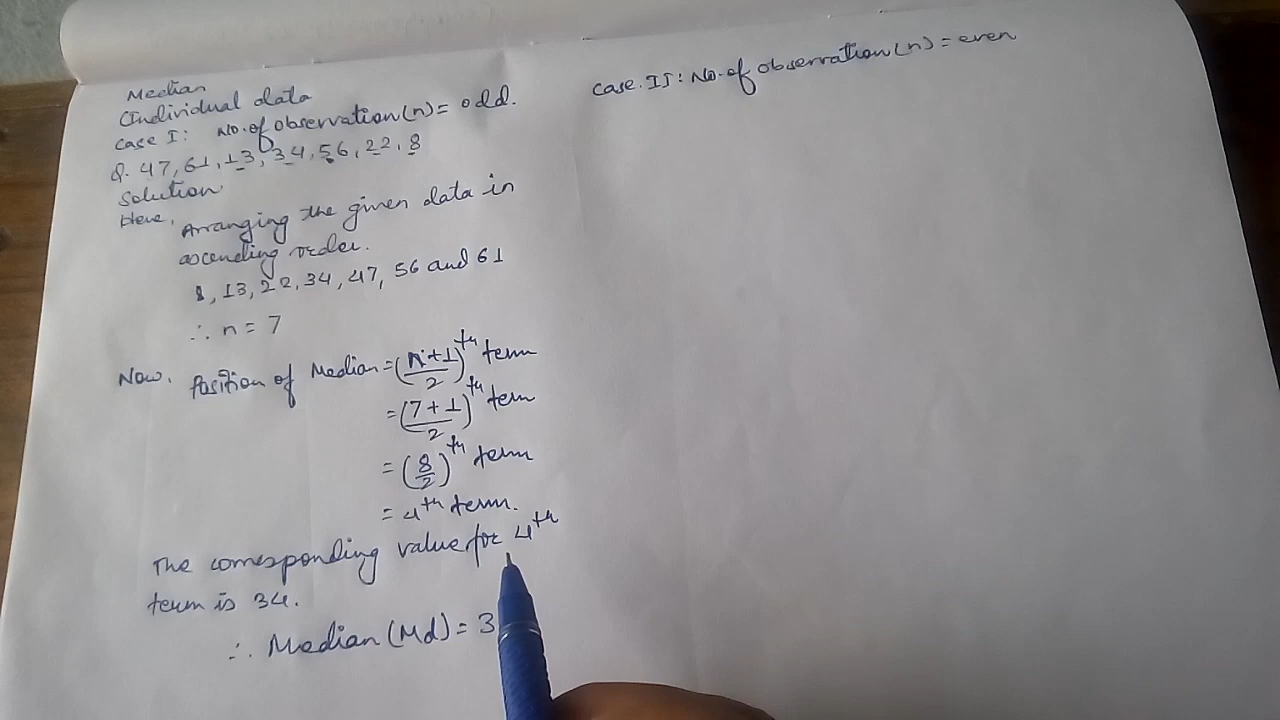 Median
Individual data
Case I: No. of observation (n) = odd.
Q. 47, 61, 13, 34, 56, 22, 8
Solution
Here,
Arranging the given data in
ascending order.
8, 13, 22, 34, 47, 56 and 61
∴ n = 7
Now, Position of Median = (n+1/2)th term
= (7+1/2)th term
= (8/2)th term
= 4th term.
The corresponding value for 4th
term is 34.
∴ Median (Md) = 3
Case. II: No. of observation (n) = even